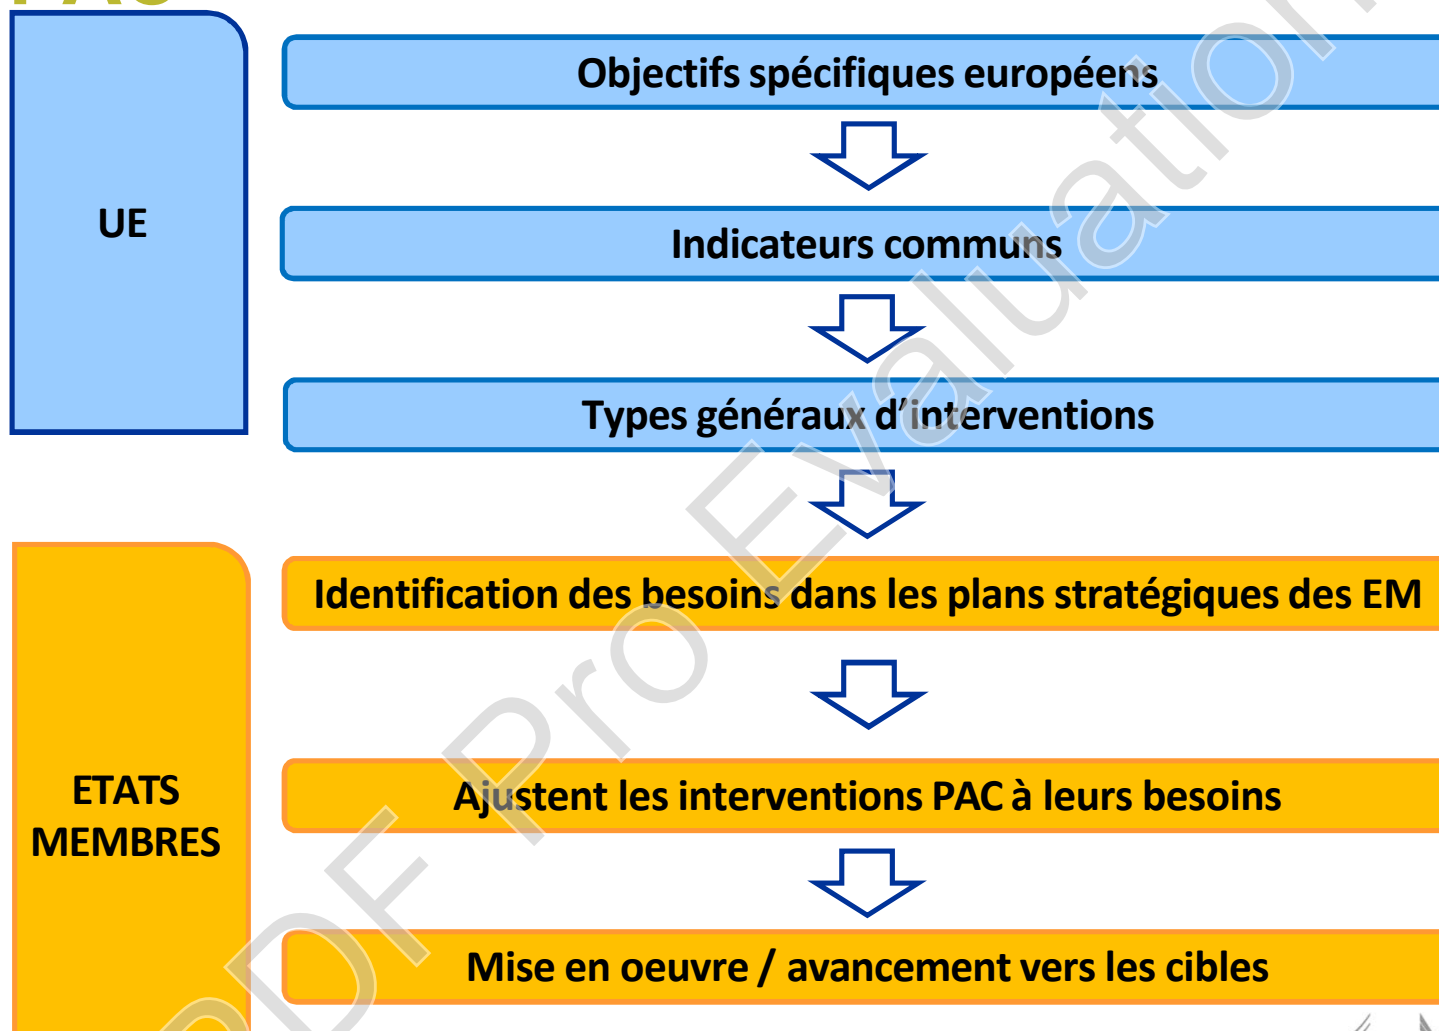 UE
Objectifs spécifiques européens
Indicateurs communs
Types généraux d'interventions
ETATS
MEMBRES
Identification des besoins dans les plans stratégiques des EM
Ajustent les interventions PAC à leurs besoins
Mise en oeuvre / avancement vers les cibles
PDF Pro Evaluation